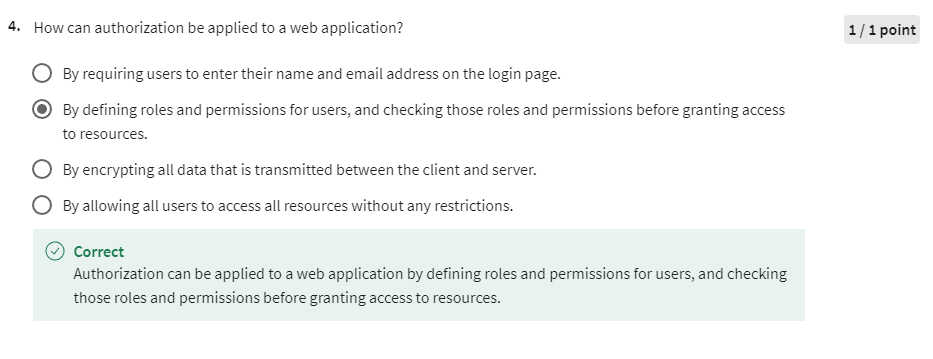 4. How can authorization be applied to a web application?
1 / 1 point
By requiring users to enter their name and email address on the login page.
By defining roles and permissions for users, and checking those roles and permissions before granting access
to resources.
By encrypting all data that is transmitted between the client and server.
By allowing all users to access all resources without any restrictions.
Correct
Authorization can be applied to a web application by defining roles and permissions for users, and checking
those roles and permissions before granting access to resources.